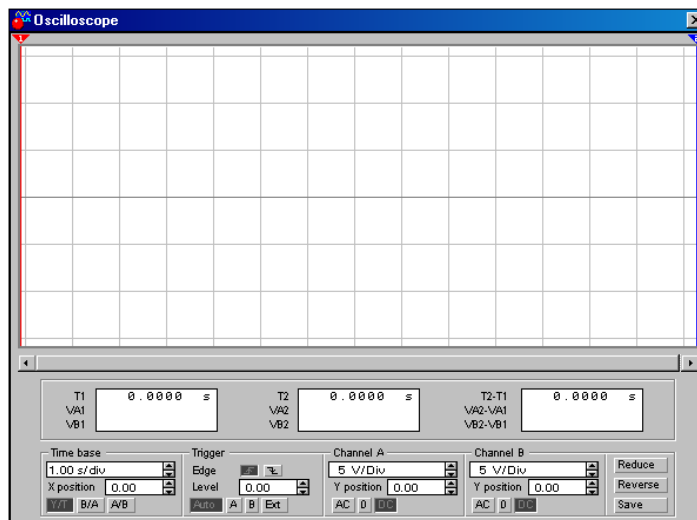 Oscilloscope
1
T1 0.0000 s T2 0.0000 s T2-T1 0.0000 s
VA1 VA2 VA2-VA1
VB1 VB2 VB2-VB1
Time base Trigger Channel A Channel B
1.00 s/div Edge 5 V/Div 5 V/Div Reduce
X position 0.00 Level 0.00 Y position 0.00 Y position 0.00 Reverse
Y/T B/A A/B Auto A B Ext AC 0 DC AC 0 DC Save